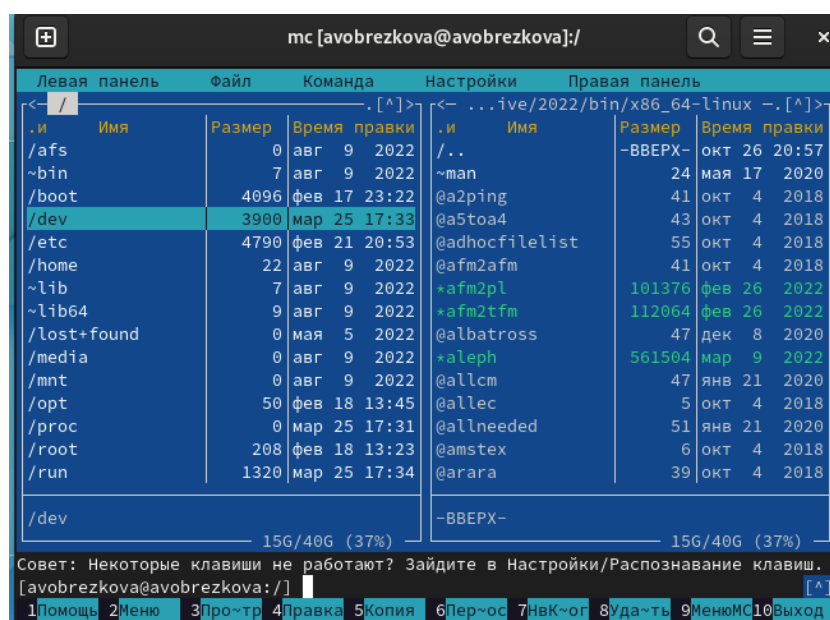 mc [avobrezkova@avobrezkova]:/
Левая панель Файл Команда Настройки Правая панель
<─ / .[^]> <─ ...ive/2022/bin/x86_64-linux ─.[^]>
.и Имя Размер Время правки .и Имя Размер Время правки
/afs 0 авг 9 2022 /.. -ВВЕРХ- окт 26 20:57
~bin 7 авг 9 2022 ~man 24 мая 17 2020
/boot 4096 фев 17 23:22 @a2ping 41 окт 4 2018
/dev 3900 мар 25 17:33 @a5toa4 43 окт 4 2018
/etc 4790 фев 21 20:53 @adhocfilelist 55 окт 4 2018
/home 22 авг 9 2022 @afm2afm 41 окт 4 2018
~lib 7 авг 9 2022 *afm2pl 101376 фев 26 2022
~lib64 9 авг 9 2022 *afm2tfm 112064 фев 26 2022
/lost+found 0 мая 5 2022 @albatross 47 дек 8 2020
/media 0 авг 9 2022 *aleph 561504 мар 9 2022
/mnt 0 авг 9 2022 @allcm 47 янв 21 2020
/opt 50 фев 18 13:45 @allec 5 окт 4 2018
/proc 0 мар 25 17:31 @allneeded 51 янв 21 2020
/root 208 фев 18 13:23 @amstex 6 окт 4 2018
/run 1320 мар 25 17:34 @arara 39 окт 4 2018
/dev -ВВЕРХ-
15G/40G (37%) 15G/40G (37%)
Совет: Некоторые клавиши не работают? Зайдите в Настройки/Распознавание клавиш.
[avobrezkova@avobrezkova:/] [^]
1Помощь 2Меню 3Про~тр 4Правка 5Копия 6Пер~ос 7НвК~ог 8Уда~ть 9МенюMC 10Выход